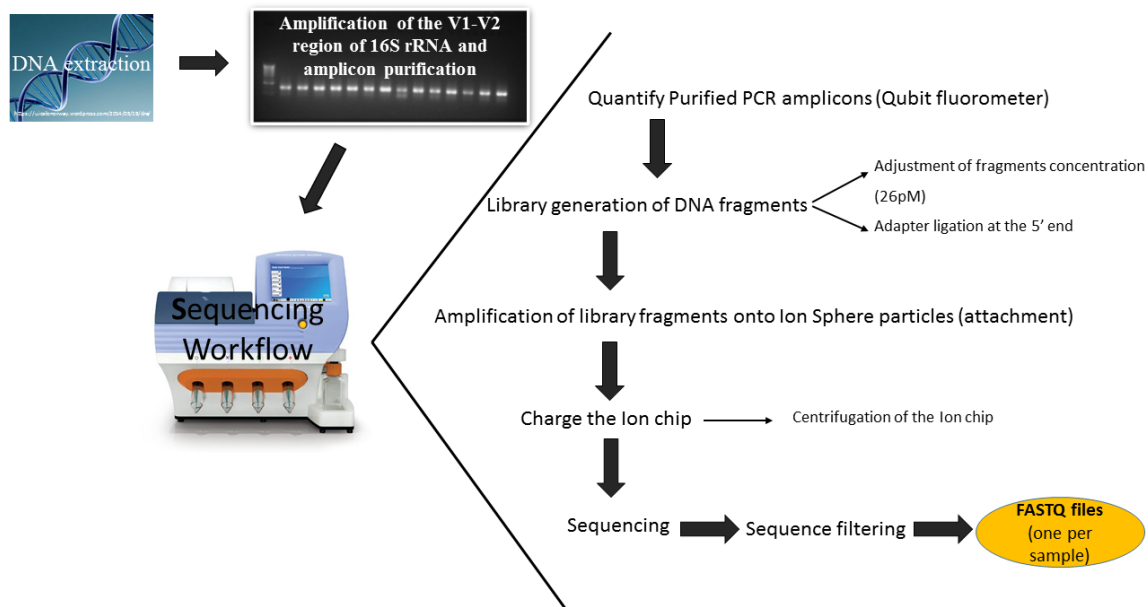 DNA extraction
Amplification of the V1-V2
region of 16S rRNA and
amplicon purification
Sequencing
Workflow
Quantify Purified PCR amplicons (Qubit fluorometer)
Library generation of DNA fragments
Adjustment of fragments concentration
(26pM)
Adapter ligation at the 5’ end
Amplification of library fragments onto Ion Sphere particles (attachment)
Charge the Ion chip
Centrifugation of the Ion chip
Sequencing
Sequence filtering
FASTQ files
(one per
sample)